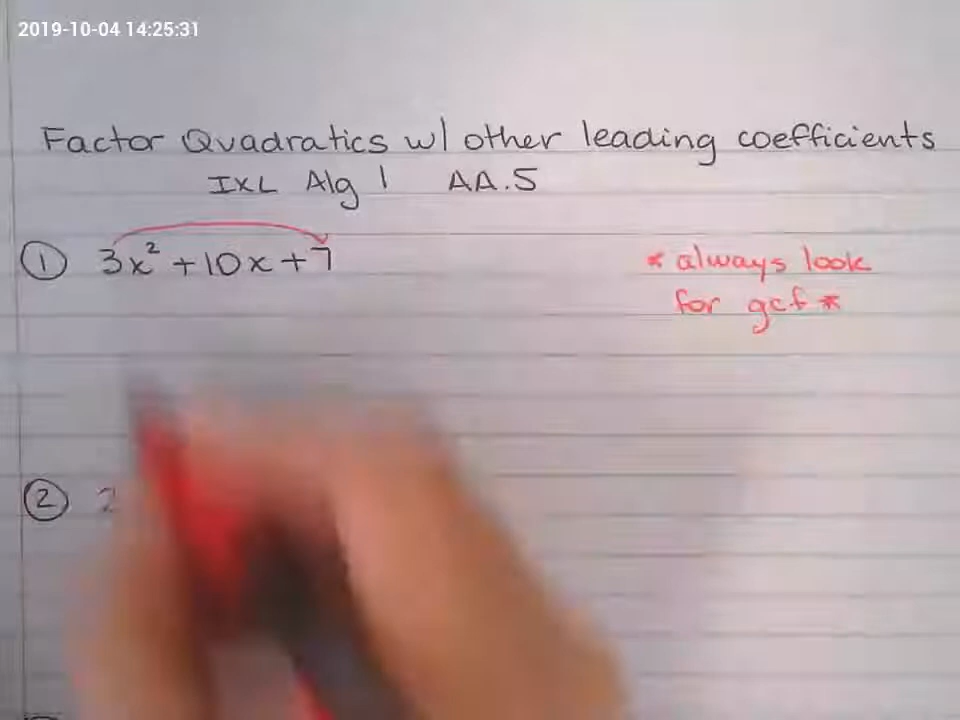 2019-10-04 14:25:31
Factor Quadratics w/ other leading coefficients
IXL Alg 1 AA.5
① 3x² + 10x + 7
* always look
for gcf *
② 2